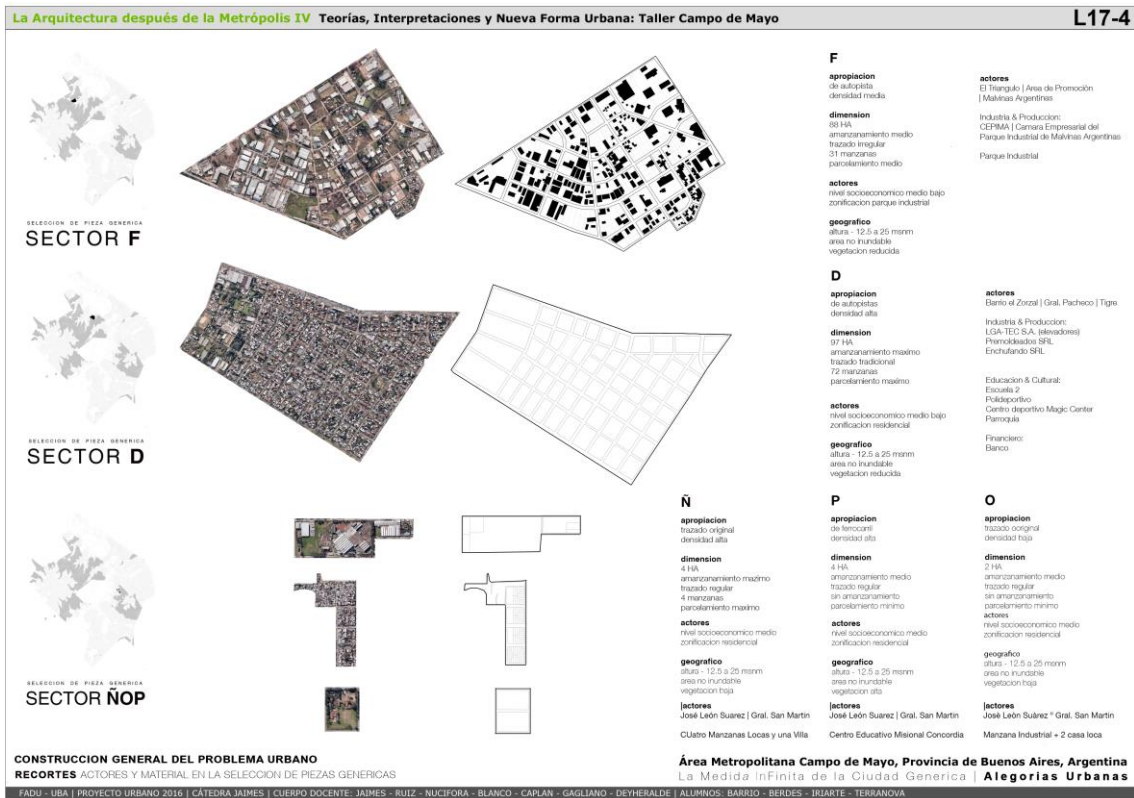 La Arquitectura después de la Metrópolis IV Teorías, Interpretaciones y Nueva Forma Urbana: Taller Campo de Mayo
L17-4
SELECCION DE PIEZA GENERICA
SECTOR F
F
apropiacion
de autopista
densidad media
dimension
88 HA
amanzanamiento medio
trazado irregular
31 manzanas
parcelamiento medio
actores
nivel socioeconomico medio bajo
zonificacion parque industrial
geografico
altura - 12.5 a 25 msnm
area no inundable
vegetacion reducida
actores
El Triangulo | Area de Promoción
| Malvinas Argentines
Industria & Produccion:
CEPIMA | Camara Empresarial del
Parque Industrial de Malvinas Argentinas
Parque Industrial
SELECCION DE PIEZA GENERICA
SECTOR D
D
apropiacion
de autopistas
densidad alta
dimension
97 HA
amanzanamiento maximo
trazado tradicional
72 manzanas
parcelamiento maximo
actores
nivel socioeconomico medio bajo
zonificacion residencial
geografico
altura - 12.5 a 25 msnm
area no inundable
vegetacion reducida
actores
Barrio el Zorzal | Gral. Pacheco | Tigre
Industria & Produccion:
LGA-TEC S.A. (elevadores)
Premoldeados SRL
Enchufando SRL
Educacion & Cultural:
Escuela 2
Polideportivo
Centro deportivo Magic Center
Parroquia
Financiero:
Banco
SELECCION DE PIEZA GENERICA
SECTOR ÑOP
Ñ
apropiacion
trazado original
densidad alta
dimension
4 HA
amanzanamiento mazimo
trazado regular
4 manzanas
parcelamiento maximo
actores
nivel socioeconomico medio
zonificacion residencial
geografico
altura - 12.5 a 25 msnm
area no inundable
vegetacion baja
|actores
José León Suarez | Gral. San Martin
CUatro Manzanas Locas y una Villa
P
apropiacion
de ferrocarril
densidad alta
dimension
4 HA
amanzanamiento medio
trazado regular
sin amanzanamiento
parcelamiento minimo
actores
nivel socioeconomico medio
zonificacion residencial
geografico
altura - 12.5 a 25 msnm
area no inundable
vegetacion alta
|actores
José León Suarez | Gral. San Martin
Centro Educativo Misional Concordia
O
apropiacion
trazado ooriginal
densidad baja
dimension
2 HA
amanzanamiento medio
trazado regular
sin amanzanamiento
parcelamiento minimo
actores
nivel socioeconomico medio
zonificacion residencial
geografico
altura - 12.5 a 25 msnm
area no inundable
vegetacion baja
|actores
José León Suàrez " Gral. San Martin
Manzana Industrial + 2 casa loca
CONSTRUCCION GENERAL DEL PROBLEMA URBANO
RECORTES ACTORES Y MATERIAL EN LA SELECCION DE PIEZAS GENERICAS
Área Metropolitana Campo de Mayo, Provincia de Buenos Aires, Argentina
La Medida InFinita de la Ciudad Generica | Alegorias Urbanas
FADU - UBA | PROYECTO URBANO 2016 | CÁTEDRA JAIMES | CUERPO DOCENTE: JAIMES - RUIZ - NUCIFORA - BLANCO - CAPLAN - GAGLIANO - DEYHERALDE | ALUMNOS: BARRIO - BERDES - IRIARTE - TERRANOVA